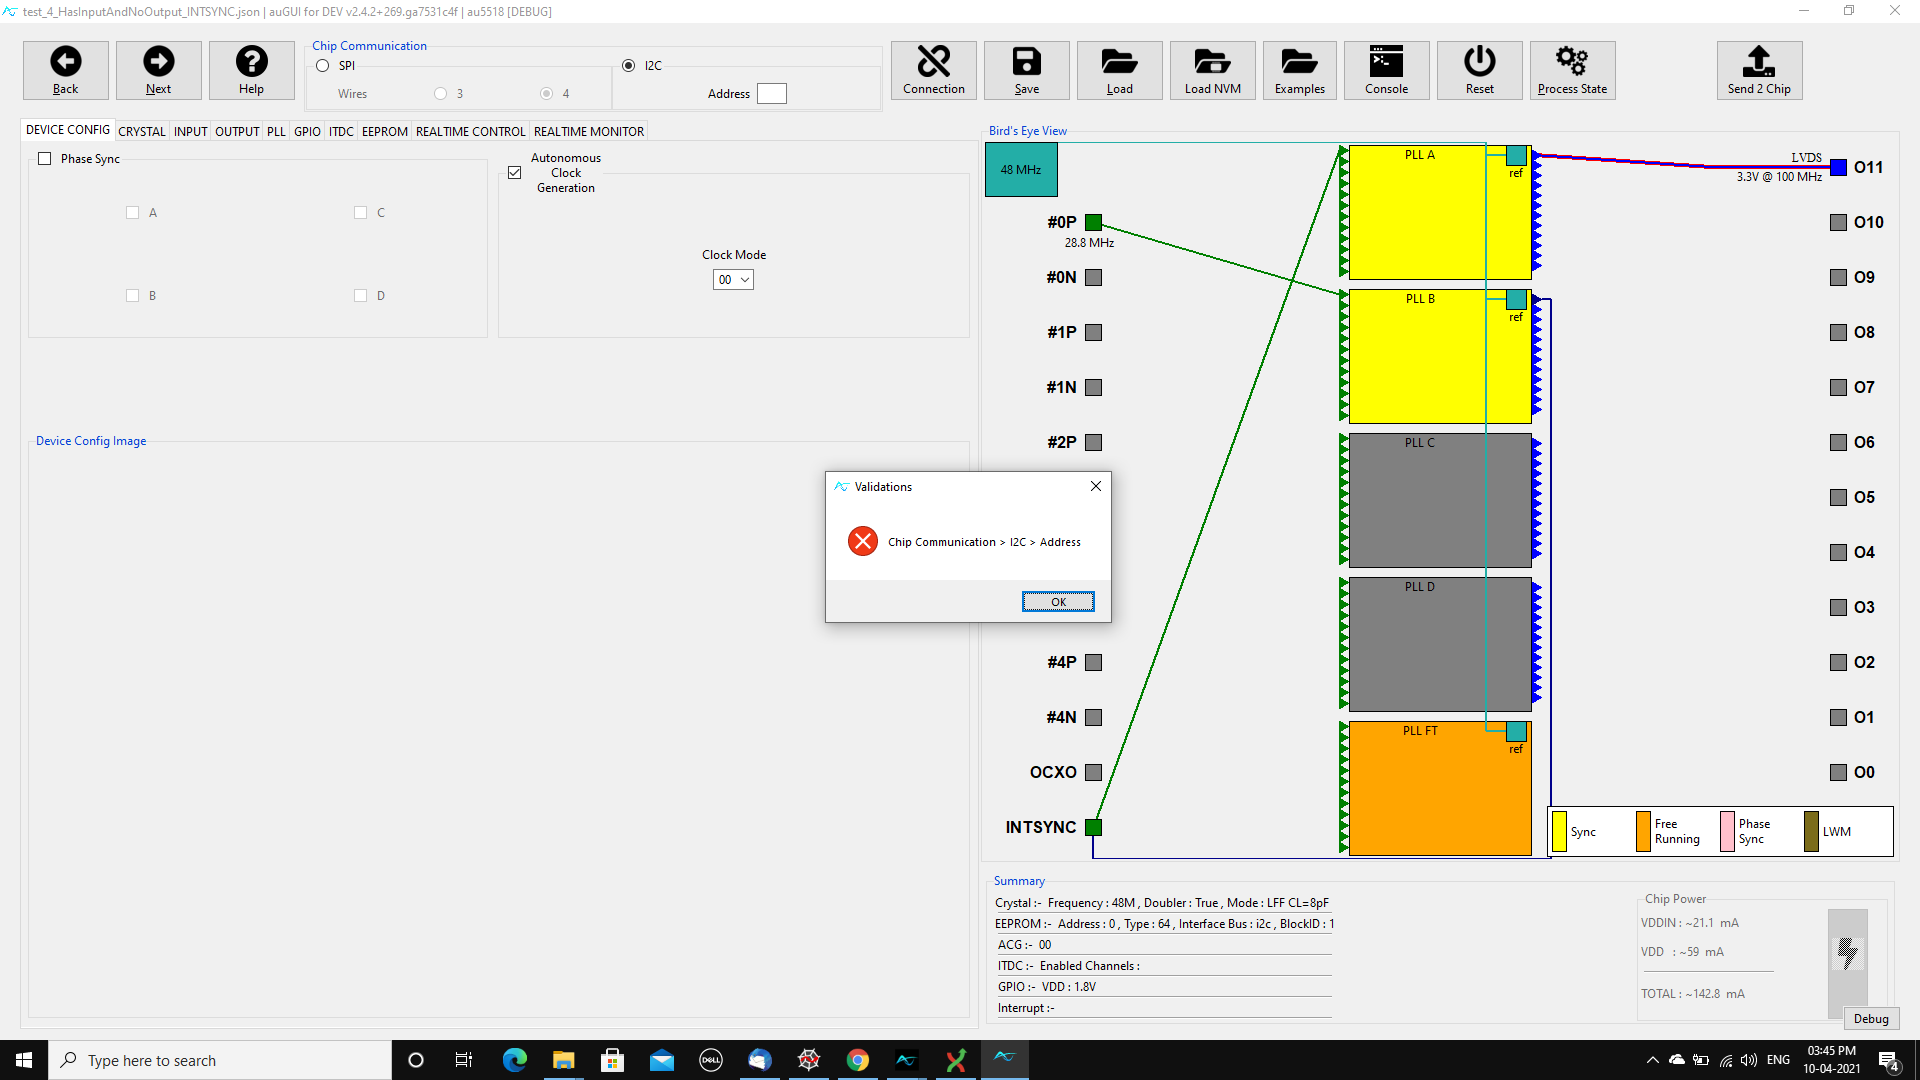 test_4_HasInputAndNoOutput_INTSYNC.json | auGUI for DEV v2.4.2+269.ga7531c4f | au5518 [DEBUG]
Back
Next
Help
Chip Communication
SPI
Wires
3
4
I2C
Address
Connection
Save
Load
Load NVM
Examples
Console
Reset
Process State
Send 2 Chip
DEVICE CONFIG
CRYSTAL
INPUT
OUTPUT
PLL
GPIO
ITDC
EEPROM
REALTIME CONTROL
REALTIME MONITOR
Phase Sync
A
C
B
D
Autonomous
Clock
Generation
Clock Mode
00
Device Config Image
Bird's Eye View
48 MHz
#0P
28.8 MHz
#0N
#1P
#1N
#2P
#4P
#4N
OCXO
INTSYNC
PLL A
ref
PLL B
ref
PLL C
PLL D
PLL FT
ref
LVDS
3.3V @ 100 MHz
O11
O10
O9
O8
O7
O6
O5
O4
O3
O2
O1
O0
Sync
Free
Running
Phase
Sync
LWM
Validations
Chip Communication > I2C > Address
OK
Summary
Crystal :-  Frequency : 48M , Doubler : True , Mode : LFF CL=8pF
EEPROM :-  Address : 0 , Type : 64 , Interface Bus : i2c , BlockID : 1
ACG :-  00
ITDC :-  Enabled Channels :
GPIO :-  VDD : 1.8V
Interrupt :-
Chip Power
VDDIN : ~21.1  mA
VDD   : ~59  mA
TOTAL : ~142.8  mA
Debug
Type here to search
DELL
ENG
03:45 PM
10-04-2021
4